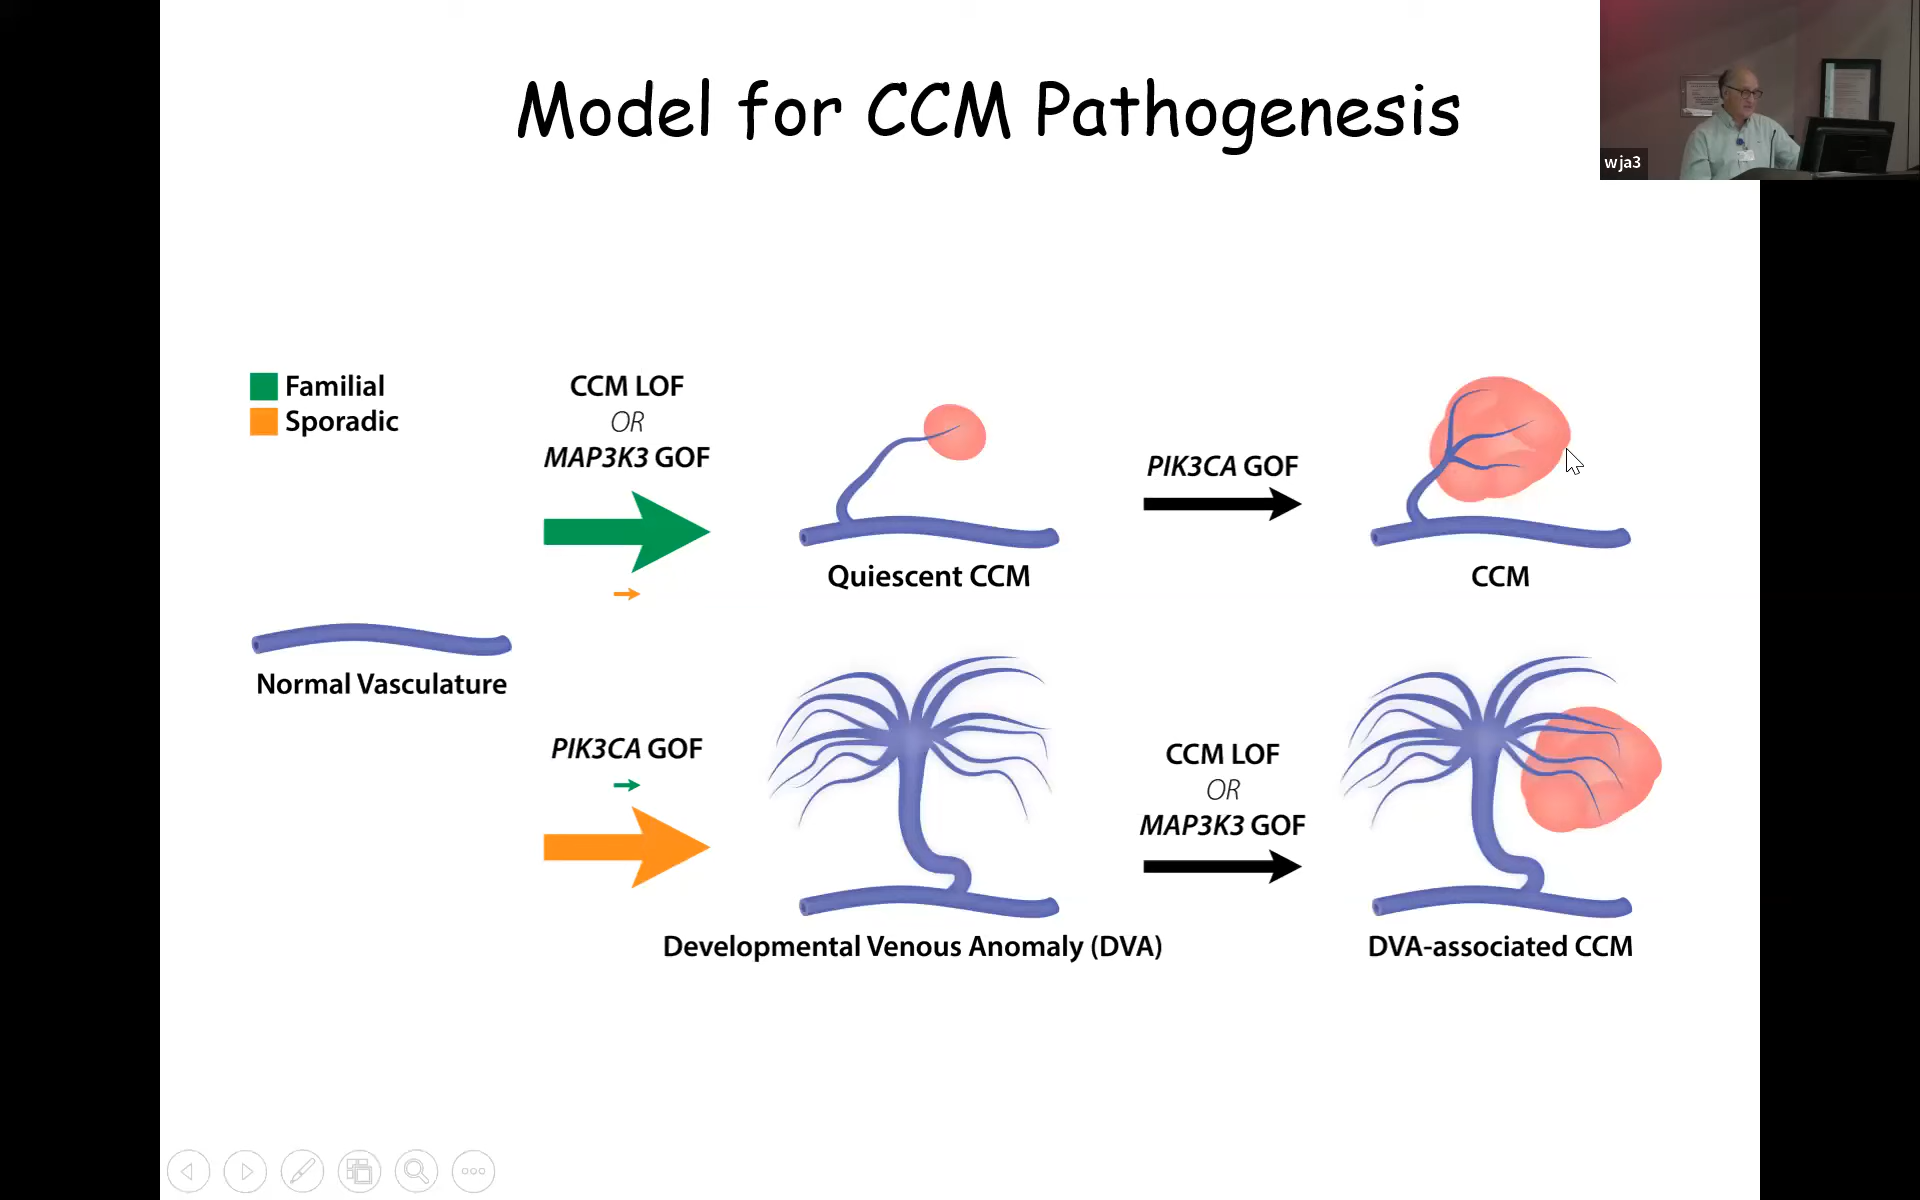 Model for CCM Pathogenesis
wja3
Familial
Sporadic
CCM LOF
OR
MAP3K3 GOF
Quiescent CCM
PIK3CA GOF
CCM
Normal Vasculature
PIK3CA GOF
Developmental Venous Anomaly (DVA)
CCM LOF
OR
MAP3K3 GOF
DVA-associated CCM